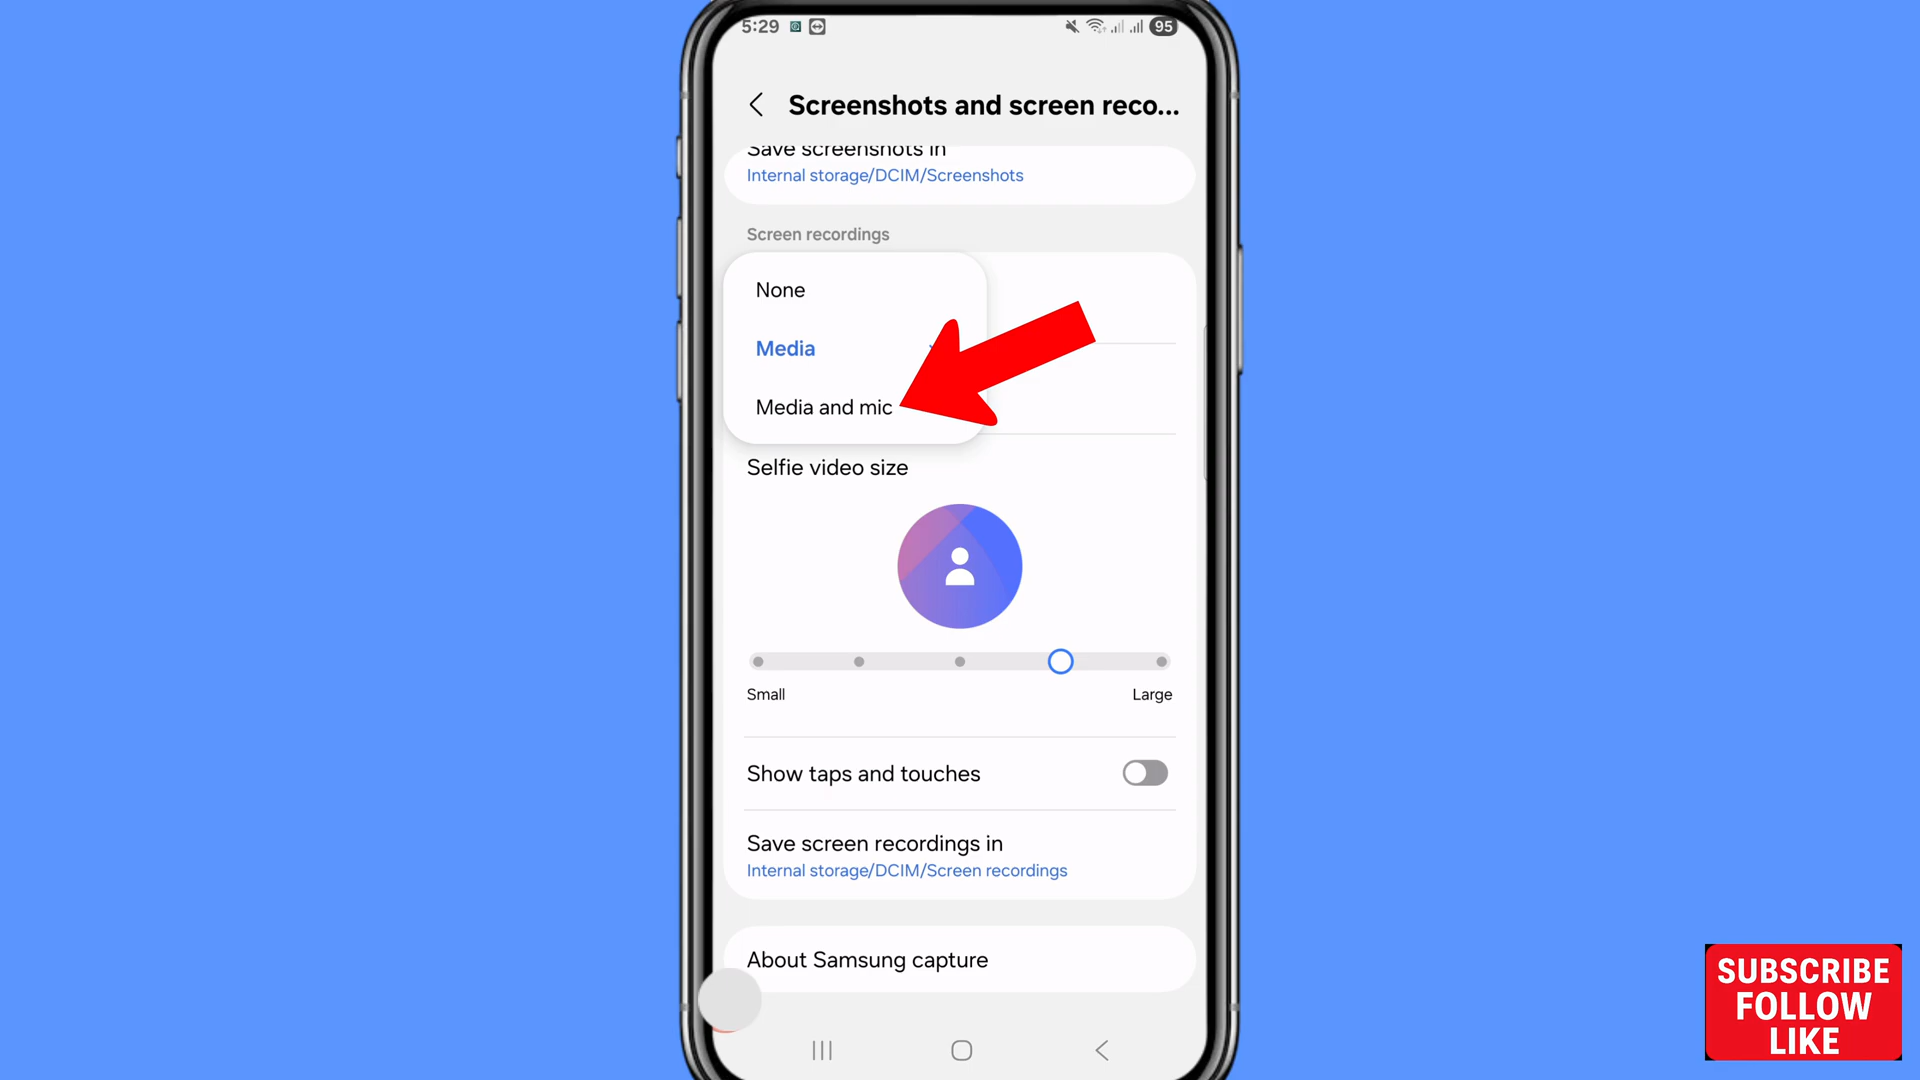 5:29
95
Screenshots and screen reco...
Save screenshots in
Internal storage/DCIM/Screenshots
Screen recordings
None
Media
Media and mic
Selfie video size
Small
Large
Show taps and touches
Save screen recordings in
Internal storage/DCIM/Screen recordings
About Samsung capture
SUBSCRIBE
FOLLOW
LIKE